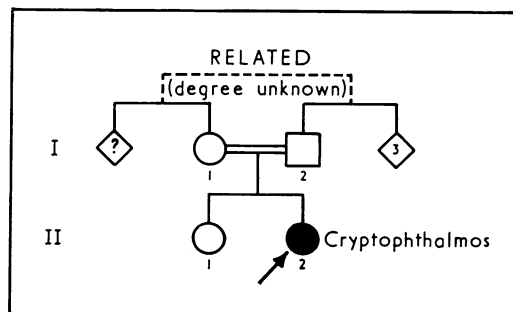 RELATED
(degree unknown)
I
?
1
2
3
II
1
2
Cryptophthalmos